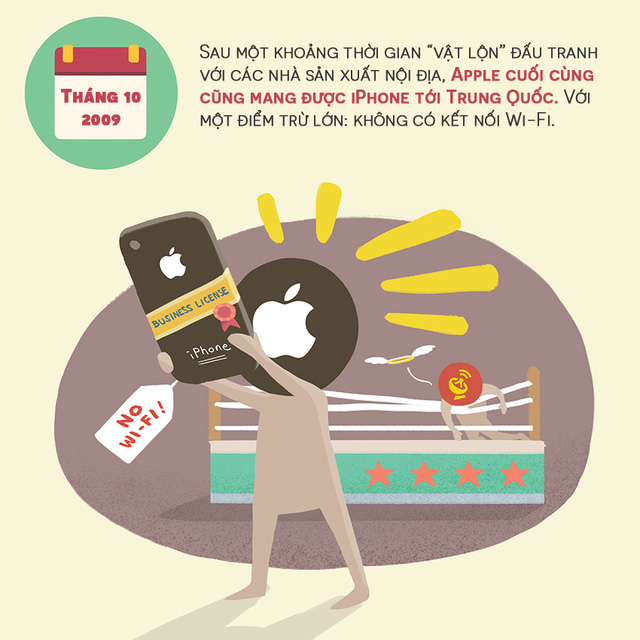 THÁNG 10
2009
SAU MỘT KHOẢNG THỜI GIAN “VẬT LỘN” ĐẤU TRANH
VỚI CÁC NHÀ SẢN XUẤT NỘI ĐỊA, APPLE CUỐI CÙNG
CŨNG MANG ĐƯỢC IPHONE TỚI TRUNG QUỐC. VỚI
MỘT ĐIỂM TRỪ LỚN: KHÔNG CÓ KẾT NỐI WI-FI.
BUSINESS LICENSE
iPhone
NO
WI-FI!